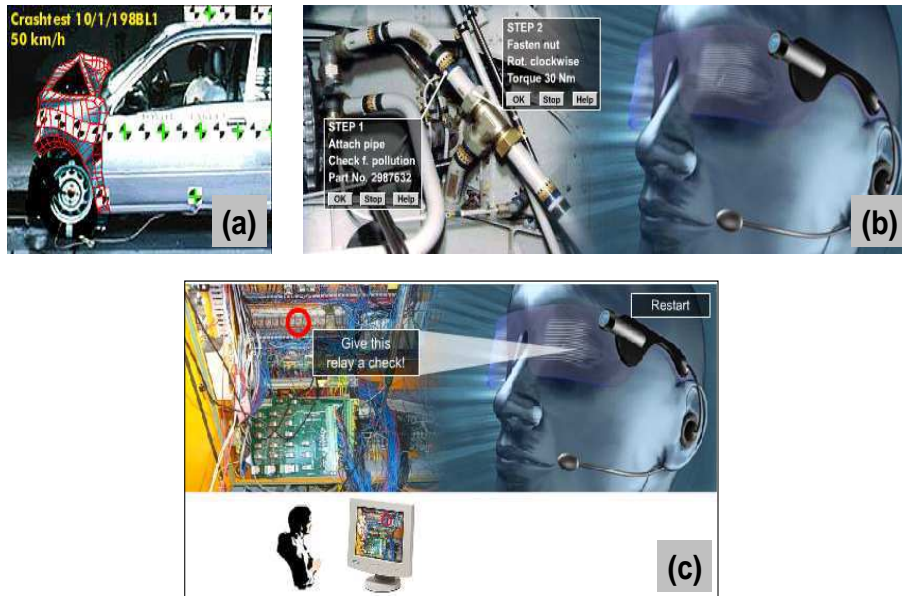 Crashtest 10/1/198BL1
50 km/h
(a)
STEP 1
Attach pipe
Check f. pollution
Part No. 2987632
OK Stop Help
STEP 2
Fasten nut
Rot. clockwise
Torque 30 Nm
OK Stop Help
(b)
Restart
Give this
relay a check!
(c)